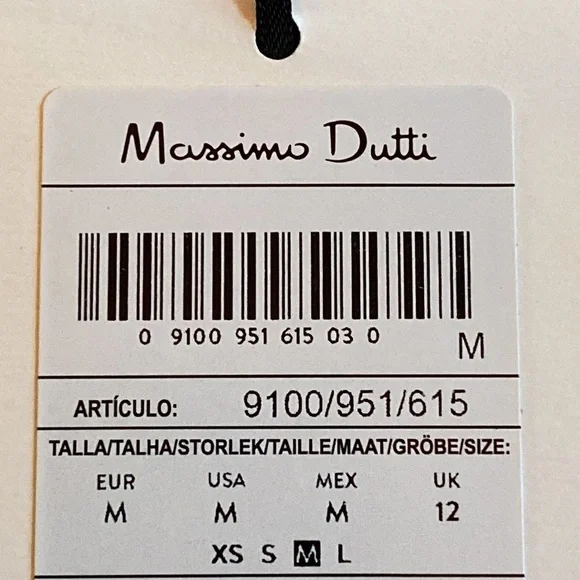 Massimo Dutti
0 9100 951 615 03 0
M
ARTÍCULO: 9100/951/615
TALLA/TALHA/STORLEK/TAILLE/MAAT/GRÖBE/SIZE:
EUR USA MEX UK
M M M 12
XS S M L